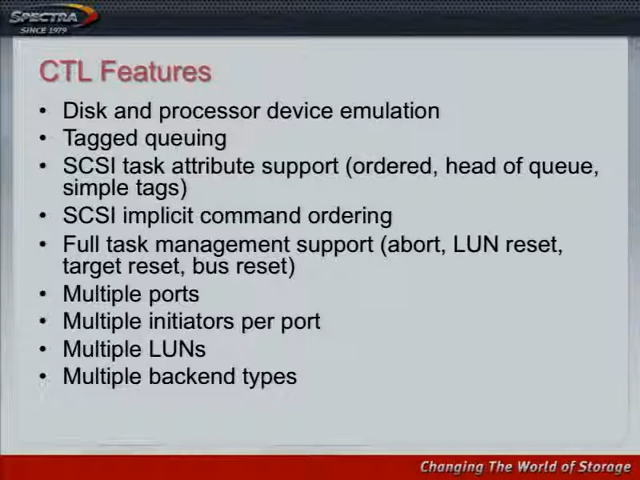 SPECTRA
SINCE 1979
CTL Features
• Disk and processor device emulation
• Tagged queuing
• SCSI task attribute support (ordered, head of queue,
simple tags)
• SCSI implicit command ordering
• Full task management support (abort, LUN reset,
target reset, bus reset)
• Multiple ports
• Multiple initiators per port
• Multiple LUNs
• Multiple backend types
Changing The World of Storage